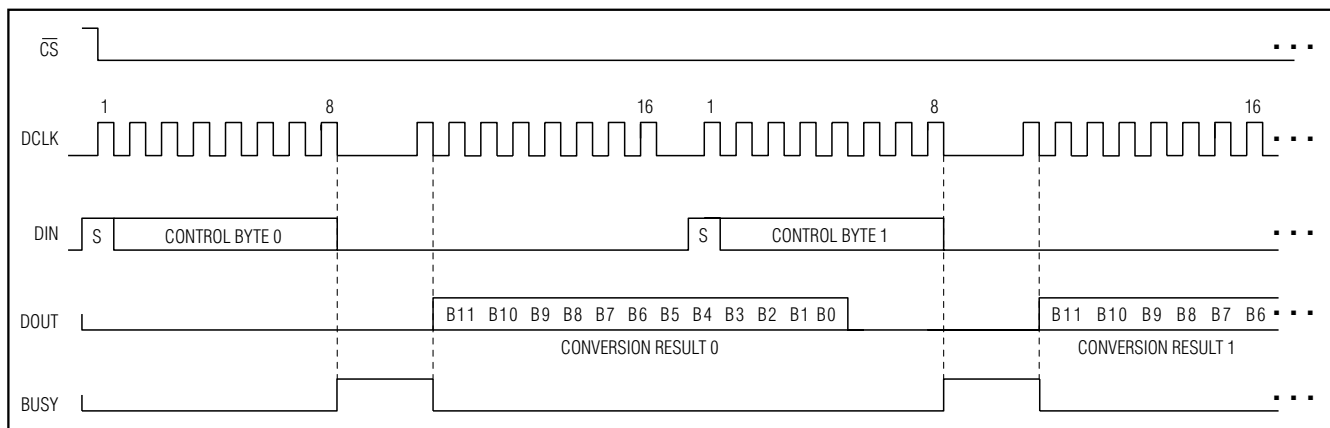 CS
1 8 16 1 8 16
DCLK
DIN S CONTROL BYTE 0 S CONTROL BYTE 1
DOUT B11 B10 B9 B8 B7 B6 B5 B4 B3 B2 B1 B0 B11 B10 B9 B8 B7 B6
CONVERSION RESULT 0 CONVERSION RESULT 1
BUSY